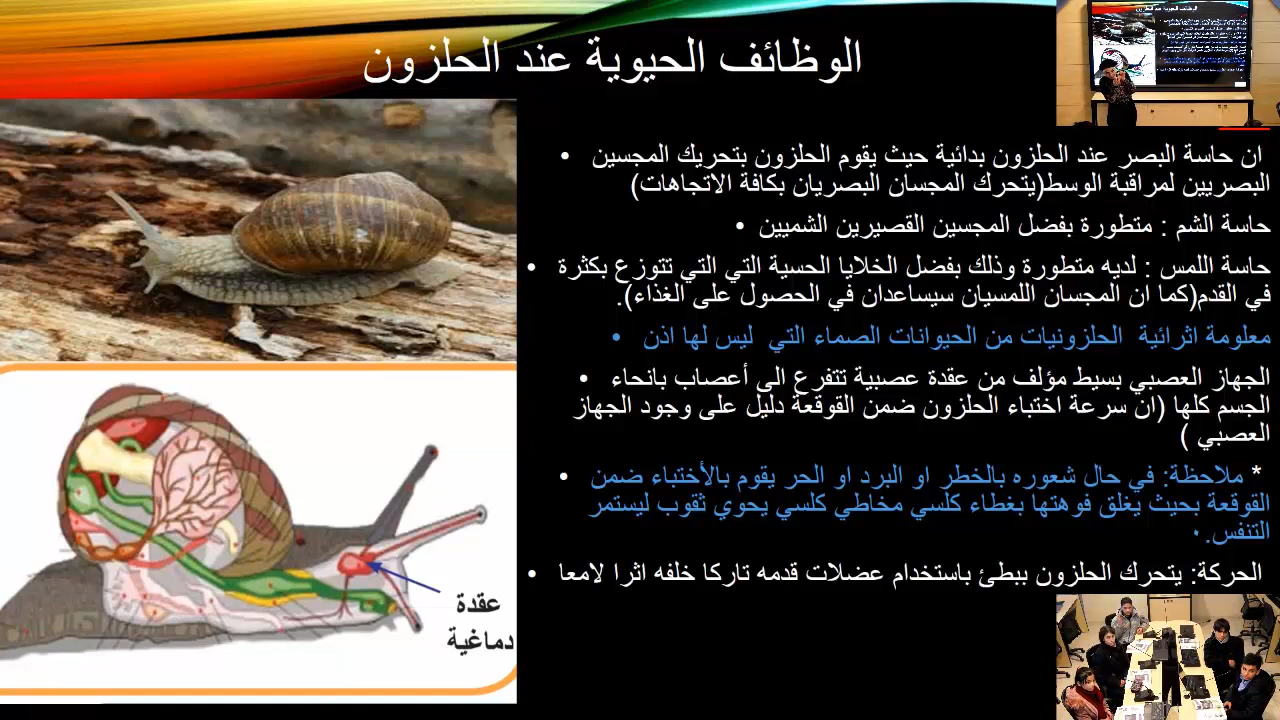 الوظائف الحيوية عند الحلزون
ان حاسة البصر عند الحلزون بدائية حيث يقوم الحلزون بتحريك المجسين •
البصريين لمراقبة الوسط(يتحرك المجسان البصريان بكافة الاتجاهات)
حاسة الشم : متطورة بفضل المجسين القصيرين الشميين •
حاسة اللمس : لديه متطورة وذلك بفضل الخلايا الحسية التي التي تتوزع بكثرة •
في القدم(كما ان المجسان اللمسيان سيساعدان في الحصول على الغذاء).
معلومة اثرائية الحلزونيات من الحيوانات الصماء التي ليس لها اذن •
الجهاز العصبي بسيط مؤلف من عقدة عصبية تتفرع الى أعصاب بانحاء •
الجسم كلها (ان سرعة اختباء الحلزون ضمن القوقعة دليل على وجود الجهاز
العصبي )
* ملاحظة: في حال شعوره بالخطر او البرد او الحر يقوم بالأختباء ضمن •
القوقعة بحيث يغلق فوهتها بغطاء كلسي مخاطي كلسي يحوي ثقوب ليستمر
التنفس.٠
الحركة: يتحرك الحلزون ببطئ باستخدام عضلات قدمه تاركا خلفه اثرا لامعا •
عقدة
دماغية